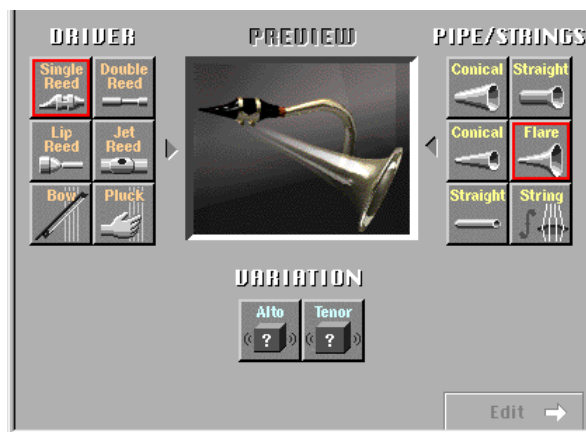 DRIVER
PREVIEW
PIPE/STRINGS
Single Reed
Double Reed
Lip Reed
Jet Reed
Bow
Pluck
Conical
Straight
Conical
Flare
Straight
String
VARIATION
Alto
?
Tenor
?
Edit